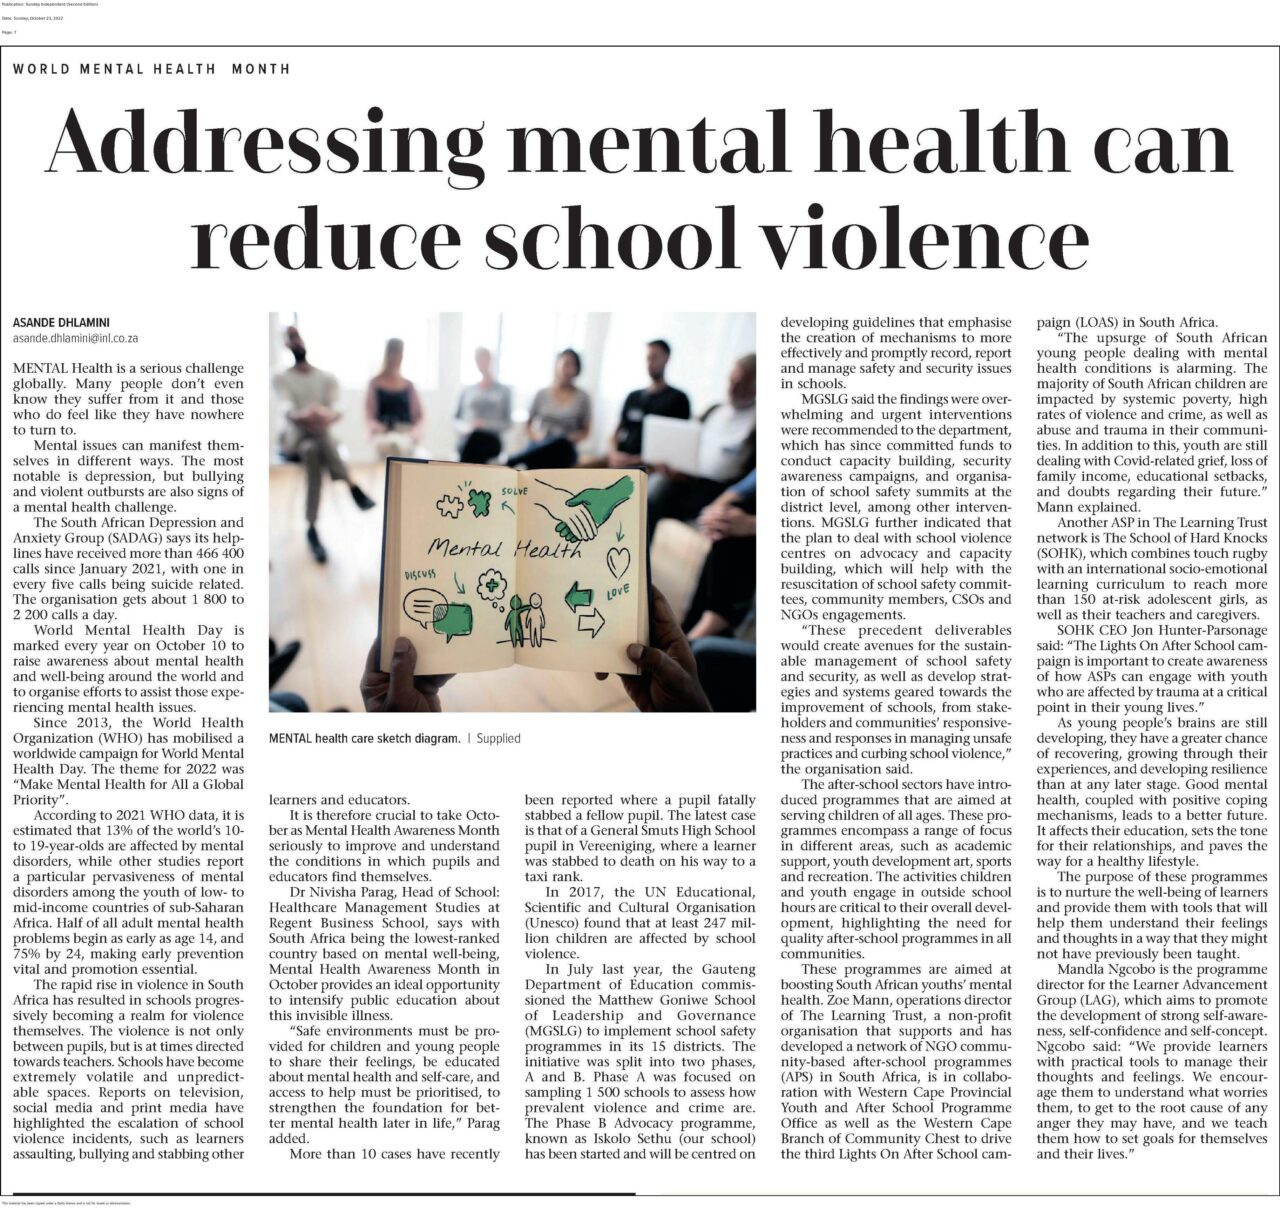 Publication: Sunday Independent (Second Edition)
Date: Sunday, October 23, 2022
Page: 7
WORLD MENTAL HEALTH MONTH
Addressing mental health can
reduce school violence
ASANDE DHLAMINI
asande.dhlamini@inl.co.za
MENTAL Health is a serious challenge
globally. Many people don't even
know they suffer from it and those
who do feel like they have nowhere
to turn to.
Mental issues can manifest them-
selves in different ways. The most
notable is depression, but bullying
and violent outbursts are also signs of
a mental health challenge.
The South African Depression and
Anxiety Group (SADAG) says its help-
lines have received more than 466 400
calls since January 2021, with one in
every five calls being suicide related.
The organisation gets about 1 800 to
2 200 calls a day.
World Mental Health Day is
marked every year on October 10 to
raise awareness about mental health
and well-being around the world and
to organise efforts to assist those expe-
riencing mental health issues.
Since 2013, the World Health
Organization (WHO) has mobilised a
worldwide campaign for World Mental
Health Day. The theme for 2022 was
"Make Mental Health for All a Global
Priority".
According to 2021 WHO data, it is
estimated that 13% of the world's 10-
to 19-year-olds are affected by mental
disorders, while other studies report
a particular pervasiveness of mental
disorders among the youth of low- to
mid-income countries of sub-Saharan
Africa. Half of all adult mental health
problems begin as early as age 14, and
75% by 24, making early prevention
vital and promotion essential.
The rapid rise in violence in South
Africa has resulted in schools progres-
sively becoming a realm for violence
themselves. The violence is not only
between pupils, but is at times directed
towards teachers. Schools have become
extremely volatile and unpredict-
able spaces. Reports on television,
social media and print media have
highlighted the escalation of school
violence incidents, such as learners
assaulting, bullying and stabbing other
SOLVE
Mental Health
DISCUSS
LOVE
MENTAL health care sketch diagram. | Supplied
learners and educators.
It is therefore crucial to take Octo-
ber as Mental Health Awareness Month
seriously to improve and understand
the conditions in which pupils and
educators find themselves.
Dr Nivisha Parag, Head of School:
Healthcare Management Studies at
Regent Business School, says with
South Africa being the lowest-ranked
country based on mental well-being,
Mental Health Awareness Month in
October provides an ideal opportunity
to intensify public education about
this invisible illness.
"Safe environments must be pro-
vided for children and young people
to share their feelings, be educated
about mental health and self-care, and
access to help must be prioritised, to
strengthen the foundation for bet-
ter mental health later in life," Parag
added.
More than 10 cases have recently
been reported where a pupil fatally
stabbed a fellow pupil. The latest case
is that of a General Smuts High School
pupil in Vereeniging, where a learner
was stabbed to death on his way to a
taxi rank.
In 2017, the UN Educational,
Scientific and Cultural Organisation
(Unesco) found that at least 247 mil-
lion children are affected by school
violence.
In July last year, the Gauteng
Department of Education commis-
sioned the Matthew Goniwe School
of Leadership and Governance
(MGSLG) to implement school safety
programmes in its 15 districts. The
initiative was split into two phases,
A and B. Phase A was focused on
sampling 1 500 schools to assess how
prevalent violence and crime are.
The Phase B Advocacy programme,
known as Iskolo Sethu (our school)
has been started and will be centred on
developing guidelines that emphasise
the creation of mechanisms to more
effectively and promptly record, report
and manage safety and security issues
in schools.
MGSLG said the findings were over-
whelming and urgent interventions
were recommended to the department,
which has since committed funds to
conduct capacity building, security
awareness campaigns, and organisa-
tion of school safety summits at the
district level, among other interven-
tions. MGSLG further indicated that
the plan to deal with school violence
centres on advocacy and capacity
building, which will help with the
resuscitation of school safety commit-
tees, community members, CSOs and
NGOs engagements.
"These precedent deliverables
would create avenues for the sustain-
able management of school safety
and security, as well as develop strat-
egies and systems geared towards the
improvement of schools, from stake-
holders and communities' responsive-
ness and responses in managing unsafe
practices and curbing school violence,"
the organisation said.
The after-school sectors have intro-
duced programmes that are aimed at
serving children of all ages. These pro-
grammes encompass a range of focus
in different areas, such as academic
support, youth development art, sports
and recreation. The activities children
and youth engage in outside school
hours are critical to their overall devel-
opment, highlighting the need for
quality after-school programmes in all
communities.
These programmes are aimed at
boosting South African youths' mental
health. Zoe Mann, operations director
of The Learning Trust, a non-profit
organisation that supports and has
developed a network of NGO commu-
nity-based after-school programmes
(APS) in South Africa, is in collabo-
ration with Western Cape Provincial
Youth and After School Programme
Office as well as the Western Cape
Branch of Community Chest to drive
the third Lights On After School cam-
paign (LOAS) in South Africa.
"The upsurge of South African
young people dealing with mental
health conditions is alarming. The
majority of South African children are
impacted by systemic poverty, high
rates of violence and crime, as well as
abuse and trauma in their communi-
ties. In addition to this, youth are still
dealing with Covid-related grief, loss of
family income, educational setbacks,
and doubts regarding their future."
Mann explained.
Another ASP in The Learning Trust
network is The School of Hard Knocks
(SOHK), which combines touch rugby
with an international socio-emotional
learning curriculum to reach more
than 150 at-risk adolescent girls, as
well as their teachers and caregivers.
SOHK CEO Jon Hunter-Parsonage
said: "The Lights On After School cam-
paign is important to create awareness
of how ASPs can engage with youth
who are affected by trauma at a critical
point in their young lives."
As young people's brains are still
developing, they have a greater chance
of recovering, growing through their
experiences, and developing resilience
than at any later stage. Good mental
health, coupled with positive coping
mechanisms, leads to a better future.
It affects their education, sets the tone
for their relationships, and paves the
way for a healthy lifestyle.
The purpose of these programmes
is to nurture the well-being of learners
and provide them with tools that will
help them understand their feelings
and thoughts in a way that they might
not have previously been taught.
Mandla Ngcobo is the programme
director for the Learner Advancement
Group (LAG), which aims to promote
the development of strong self-aware-
ness, self-confidence and self-concept.
Ngcobo said: "We provide learners
with practical tools to manage their
thoughts and feelings. We encour-
age them to understand what worries
them, to get to the root cause of any
anger they may have, and we teach
them how to set goals for themselves
and their lives."